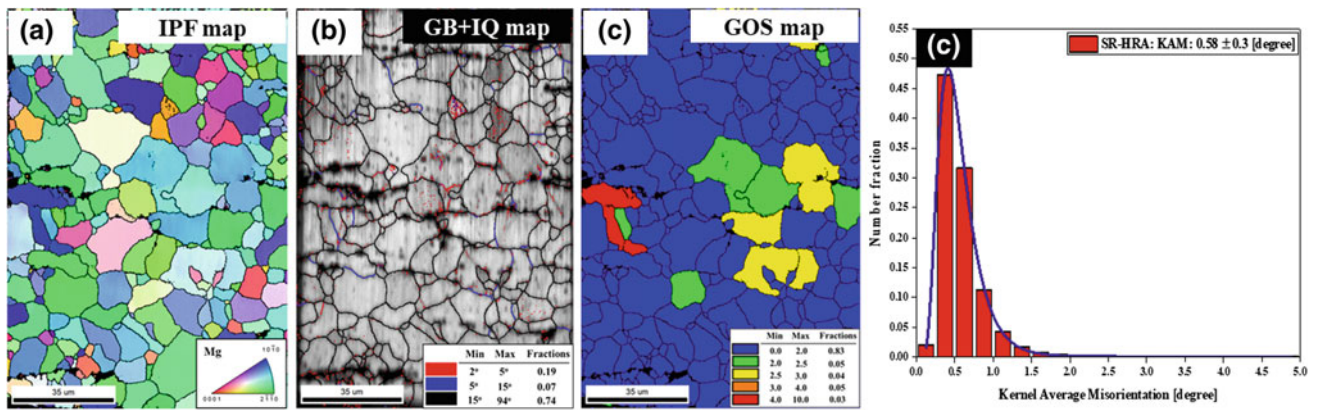 (a) IPF map
Mg
10ī0
0001 2īī0
35 um
(b) GB+IQ map
Min Max Fractions
2° 5° 0.19
5° 15° 0.07
15° 94° 0.74
35 um
(c) GOS map
Min Max Fractions
0.0 2.0 0.83
2.0 2.5 0.05
2.5 3.0 0.04
3.0 4.0 0.05
4.0 10.0 0.03
35 um
(c)
SR-HRA: KAM: 0.58 ±0.3 [degree]
Number fraction
0.55
0.50
0.45
0.40
0.35
0.30
0.25
0.20
0.15
0.10
0.05
0.00
0.0 0.5 1.0 1.5 2.0 2.5 3.0 3.5 4.0 4.5 5.0
Kernel Average Misorientation [degree]